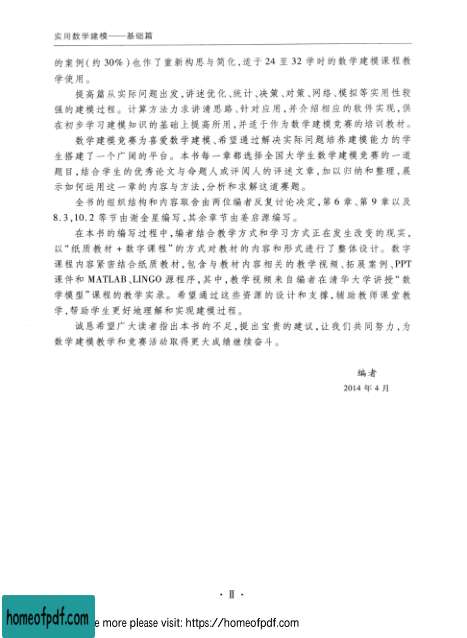 实用数学建模——基础篇
的案例(约 30%)也作了重新构思与简化,适于 24 至 32 学时的数学建模课程教
学使用。
提高篇从实际问题出发,讲述优化、统计、决策、对策、网络、模拟等实用性较
强的建模过程。计算方法力求讲清思路、针对应用,并介绍相应的软件实现,供
在初步学习建模知识的基础上提高所用,并适于作为数学建模竞赛的培训教材。
数学建模竞赛为喜爱数学建模、希望通过解决实际问题培养建模能力的学
生搭建了一个广阔的平台。本书每一章都选择全国大学生数学建模竞赛的一道
题目,结合学生的优秀论文与命题人或评阅人的评述文章,加以归纳和整理,展
示如何运用这一章的内容与方法,分析和求解这道赛题。
全书的组织结构和内容取舍由两位编者反复讨论决定,第 6 章、第 9 章以及
8.3,10.2 等节由谢金星编写,其余章节由姜启源编写。
在本书的编写过程中,编者结合教学方式和学习方式正在发生改变的现实,
以“纸质教材 + 数字课程”的方式对教材的内容和形式进行了整体设计。数字
课程内容紧密结合纸质教材,包含与教材内容相关的教学视频、拓展案例、PPT
课件和 MATLAB、LINGO 源程序,其中,教学视频来自编者在清华大学讲授“数
学模型”课程的教学实录。希望通过这些资源的设计和支撑,辅助教师课堂教
学,帮助学生更好地理解和实现建模过程。
诚恳希望广大读者指出本书的不足,提出宝贵的建议,让我们共同努力,为
数学建模教学和竞赛活动取得更大成绩继续奋斗。
编者
2014 年 4 月
· Ⅱ ·
homeofpdf.com
e more please visit: https://homeofpdf.com